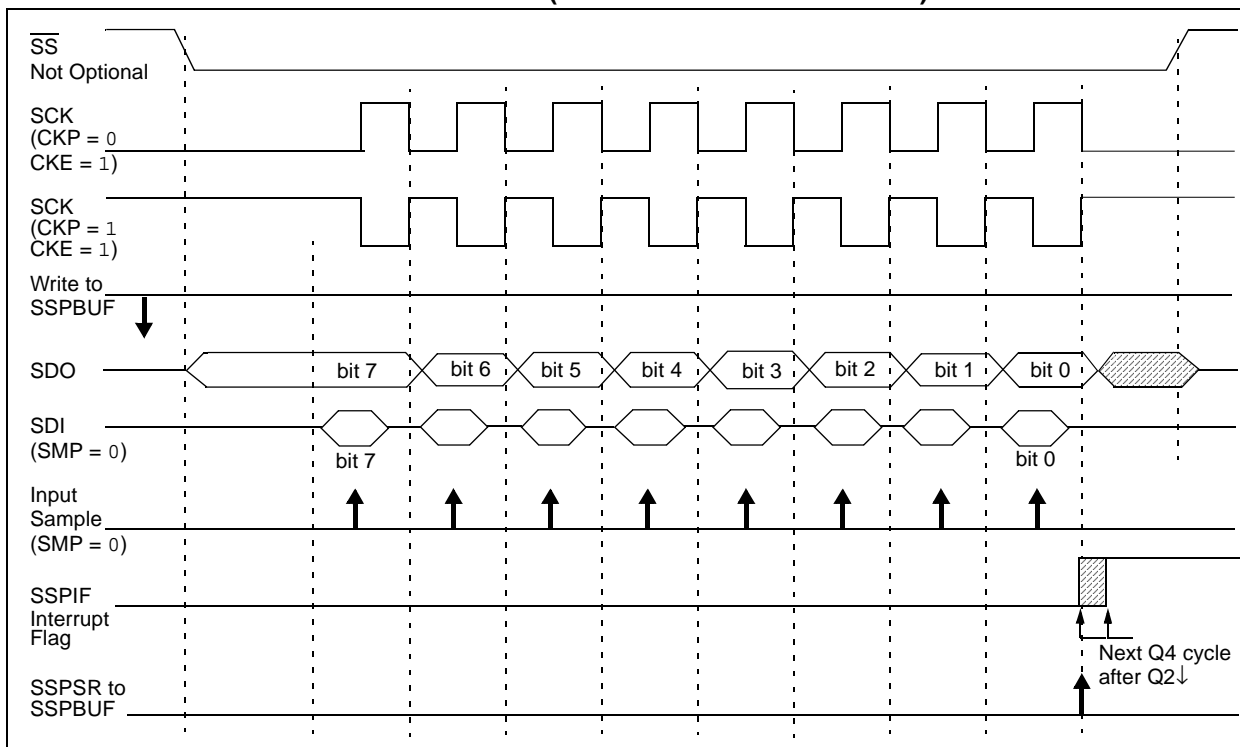 SS
Not Optional
SCK
(CKP = 0
CKE = 1)
SCK
(CKP = 1
CKE = 1)
Write to
SSPBUF
SDO
bit 7 bit 6 bit 5 bit 4 bit 3 bit 2 bit 1 bit 0
SDI
(SMP = 0)
bit 7 bit 0
Input
Sample
(SMP = 0)
SSPIF
Interrupt
Flag
Next Q4 cycle
after Q2↓
SSPSR to
SSPBUF